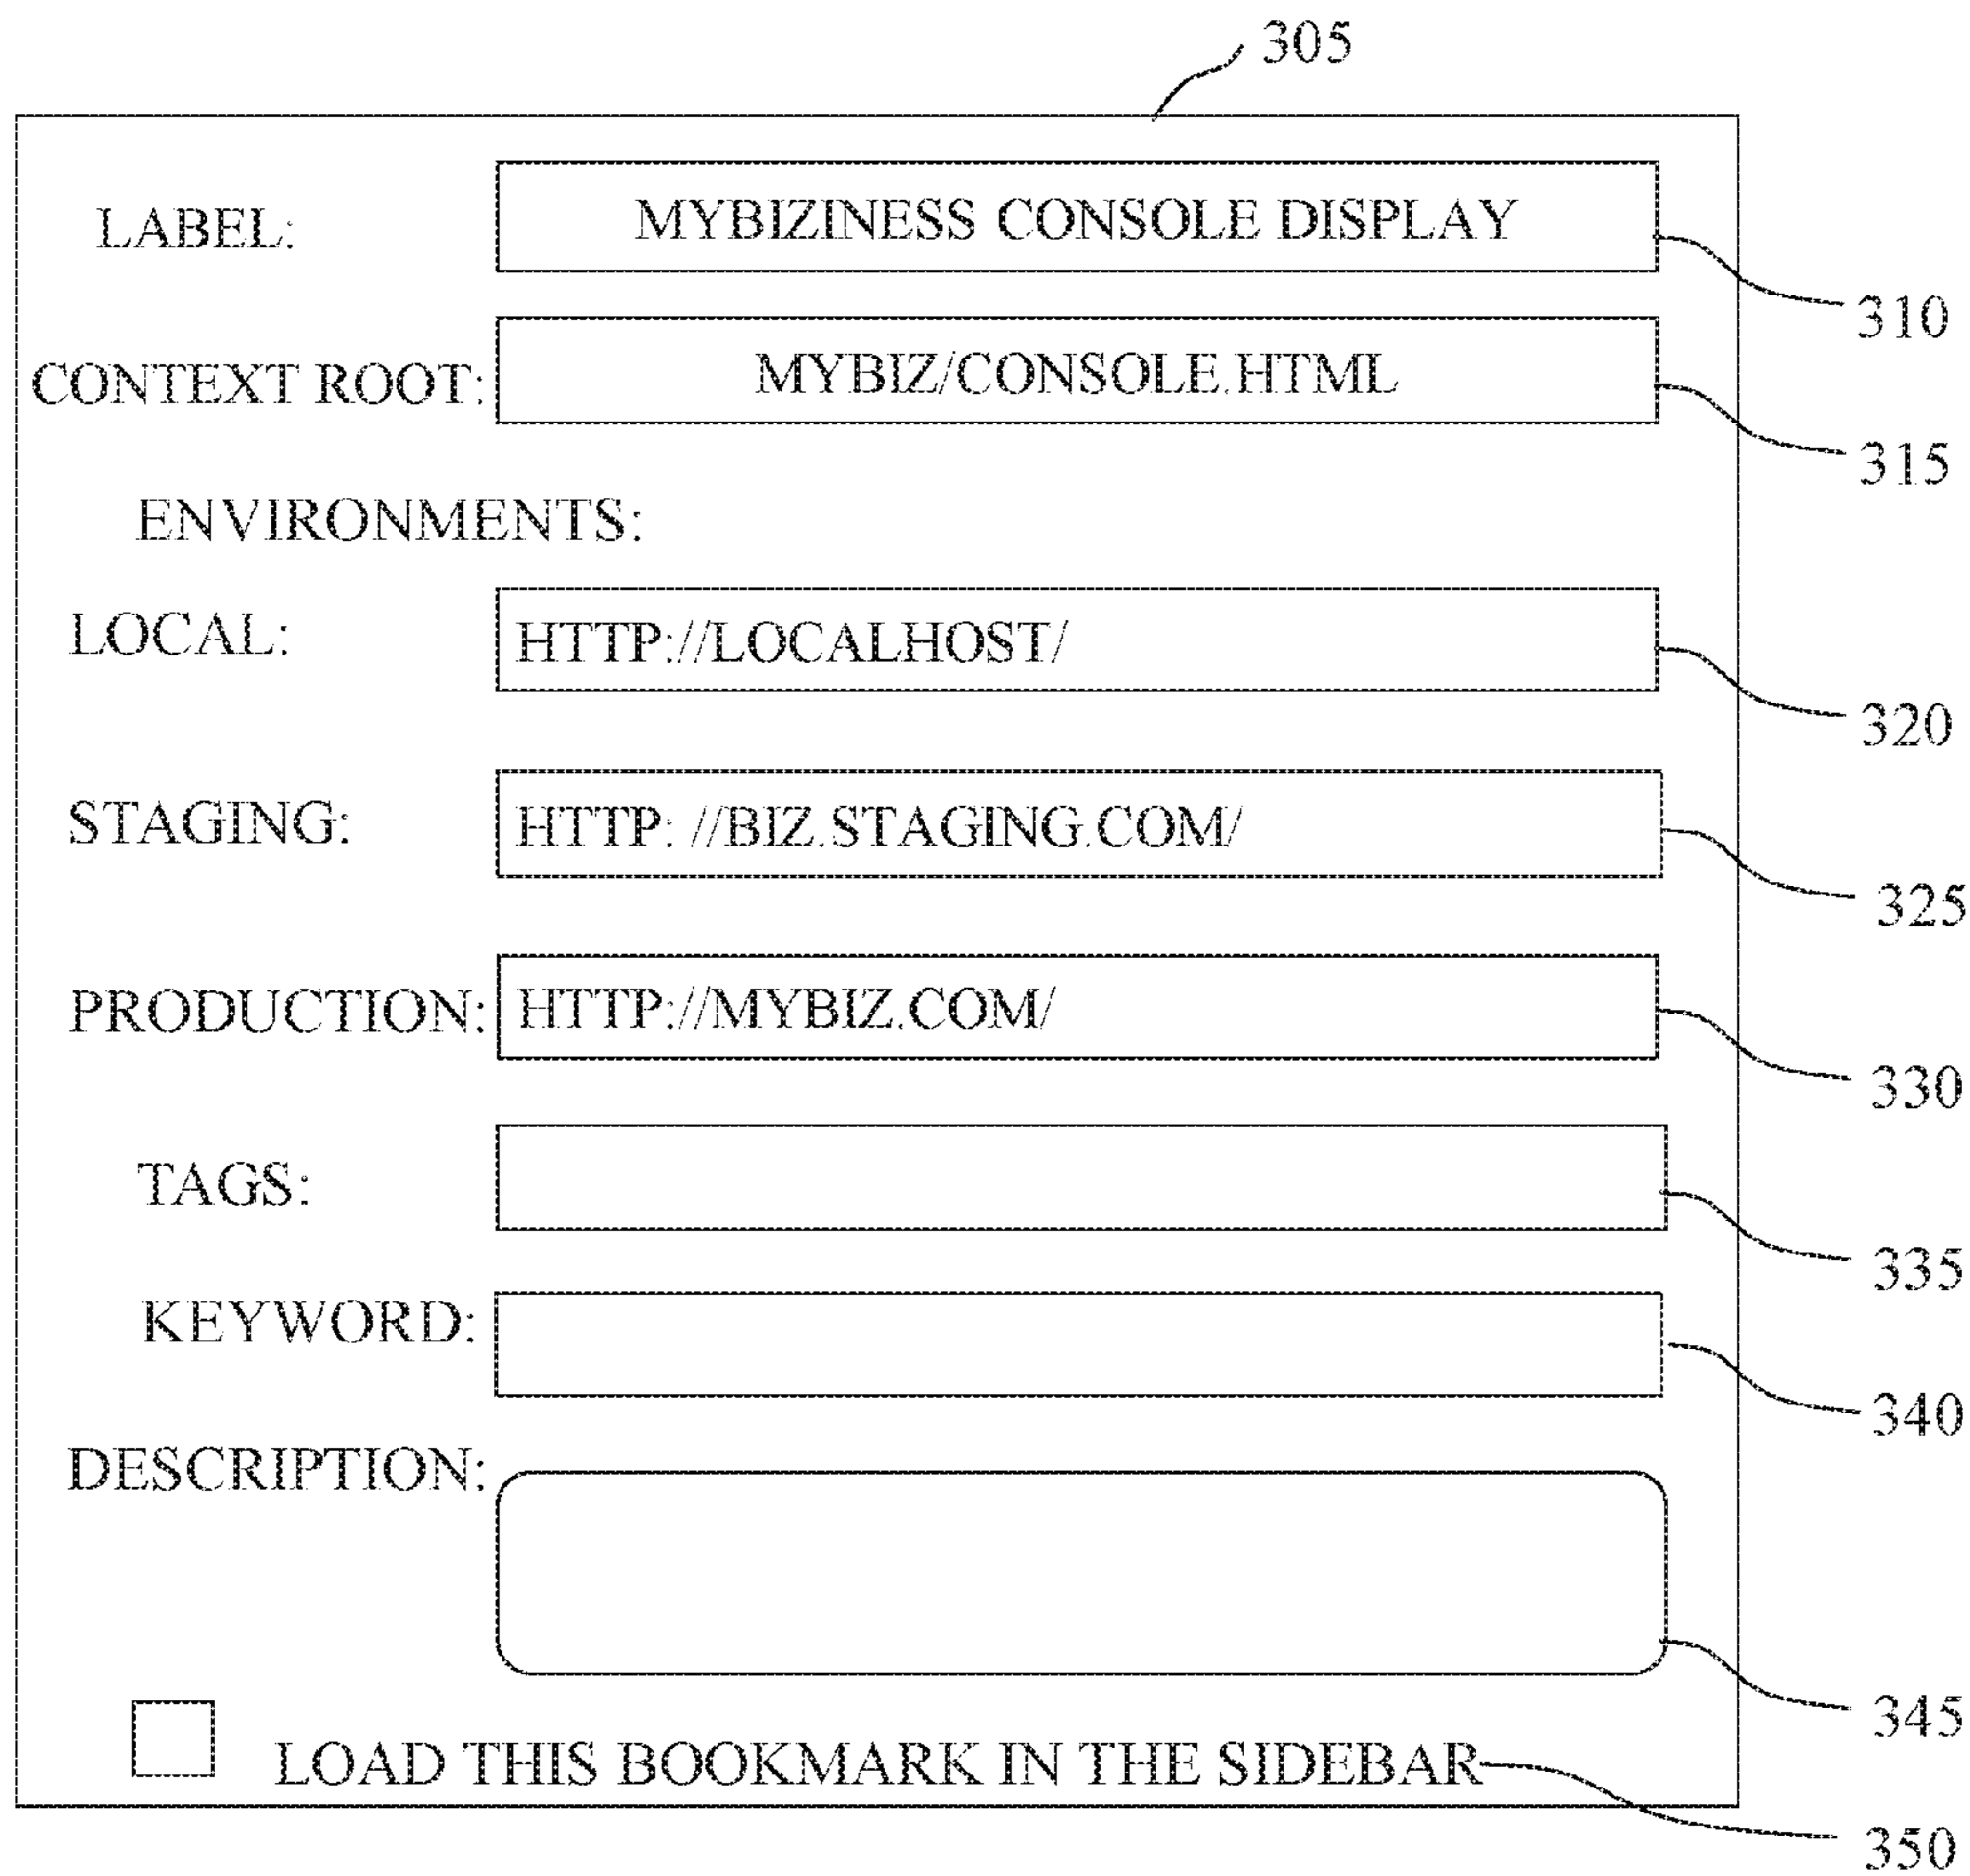 305
LABEL: MYBIZINESS CONSOLE DISPLAY
310
CONTEXT ROOT: MYBIZ/CONSOLE.HTML
315
ENVIRONMENTS:
LOCAL: HTTP://LOCALHOST/
320
STAGING: HTTP: //BIZ.STAGING.COM/
325
PRODUCTION: HTTP://MYBIZ.COM/
330
TAGS:
335
KEYWORD:
340
DESCRIPTION:
345
LOAD THIS BOOKMARK IN THE SIDEBAR
350